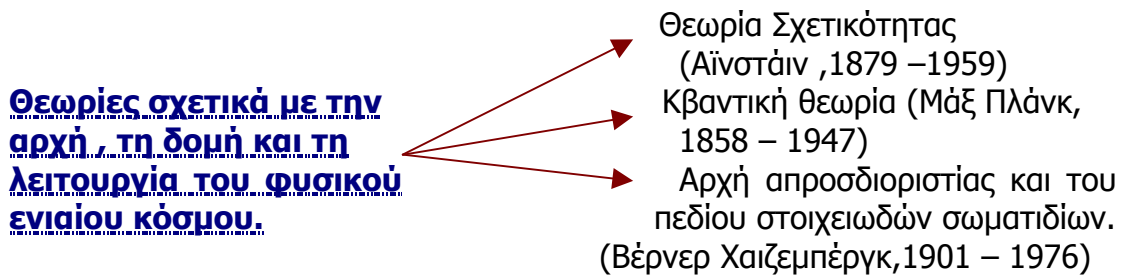 Θεωρίες σχετικά με την
αρχή , τη δομή και τη
λειτουργία του φυσικού
ενιαίου κόσμου.
Θεωρία Σχετικότητας
(Αϊνστάιν ,1879 –1959)
Κβαντική θεωρία (Μάξ Πλάνκ,
1858 – 1947)
Αρχή απροσδιοριστίας και του
πεδίου στοιχειωδών σωματιδίων.
(Βέρνερ Χαιζεμπέργκ,1901 – 1976)